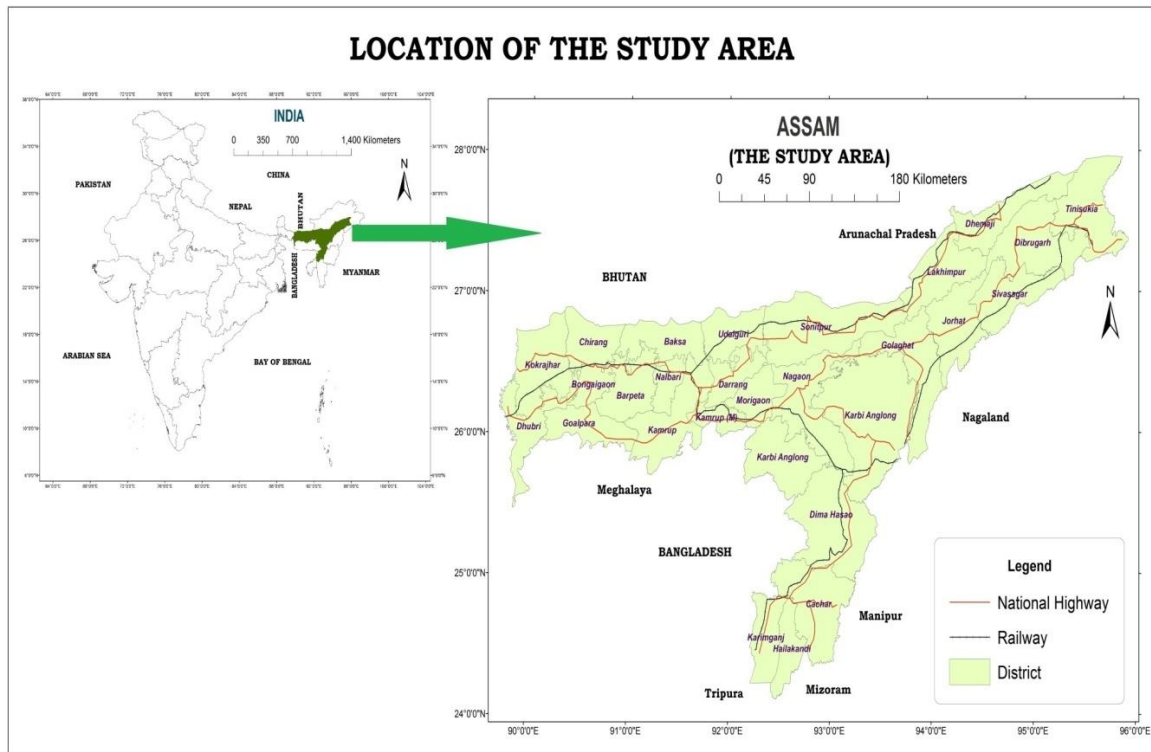 LOCATION OF THE STUDY AREA
INDIA
0 350 700 1,400 Kilometers
N
CHINA
PAKISTAN
NEPAL
BHUTAN
BANGLADESH
MYANMAR
ARABIAN SEA
BAY OF BENGAL
ASSAM
(THE STUDY AREA)
0 45 90 180 Kilometers
28°0'0"N
27°0'0"N
26°0'0"N
25°0'0"N
24°0'0"N
Arunachal Pradesh
BHUTAN
N
Tinisukia
Dhemaji
Dibrugarh
Lakhimpur
Sivasagar
Jorhat
Sonitpur
Udalguri
Golaghat
Chirang
Baksa
Kokrajhar
Nalbari
Nagaon
Bongaigaon
Darrang
Barpeta
Morigaon
Kamrup (M)
Karbi Anglong
Dhubri
Goalpara
Kamrup
Nagaland
Karbi Anglong
Meghalaya
Dima Hasao
BANGLADESH
Cachar
Manipur
Karimganj
Hailakandi
Tripura
Mizoram
Legend
National Highway
Railway
District
90°0'0"E 91°0'0"E 92°0'0"E 93°0'0"E 94°0'0"E 95°0'0"E 96°0'0"E